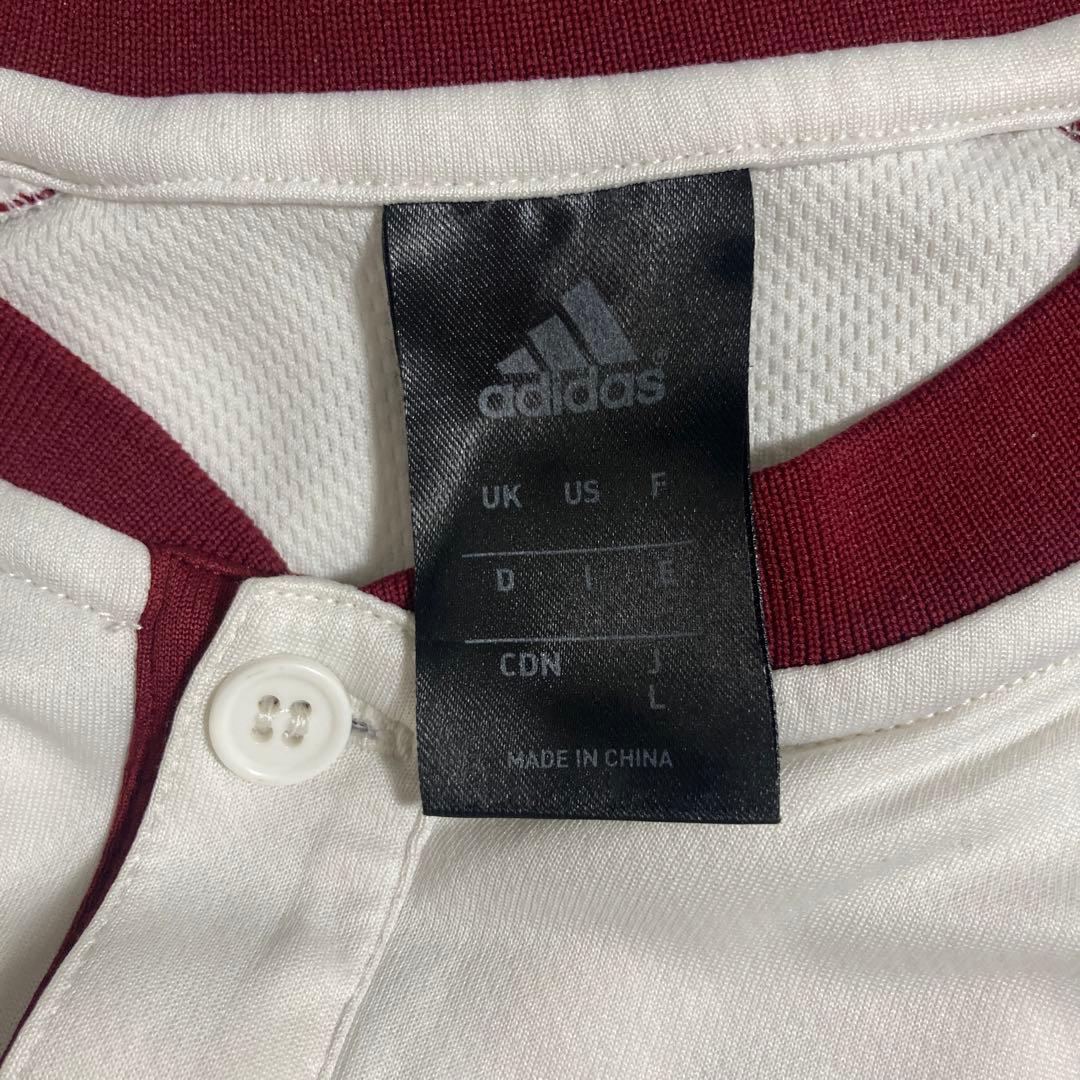 adidas
UK US F
D I E
CDN J
L
MADE IN CHINA